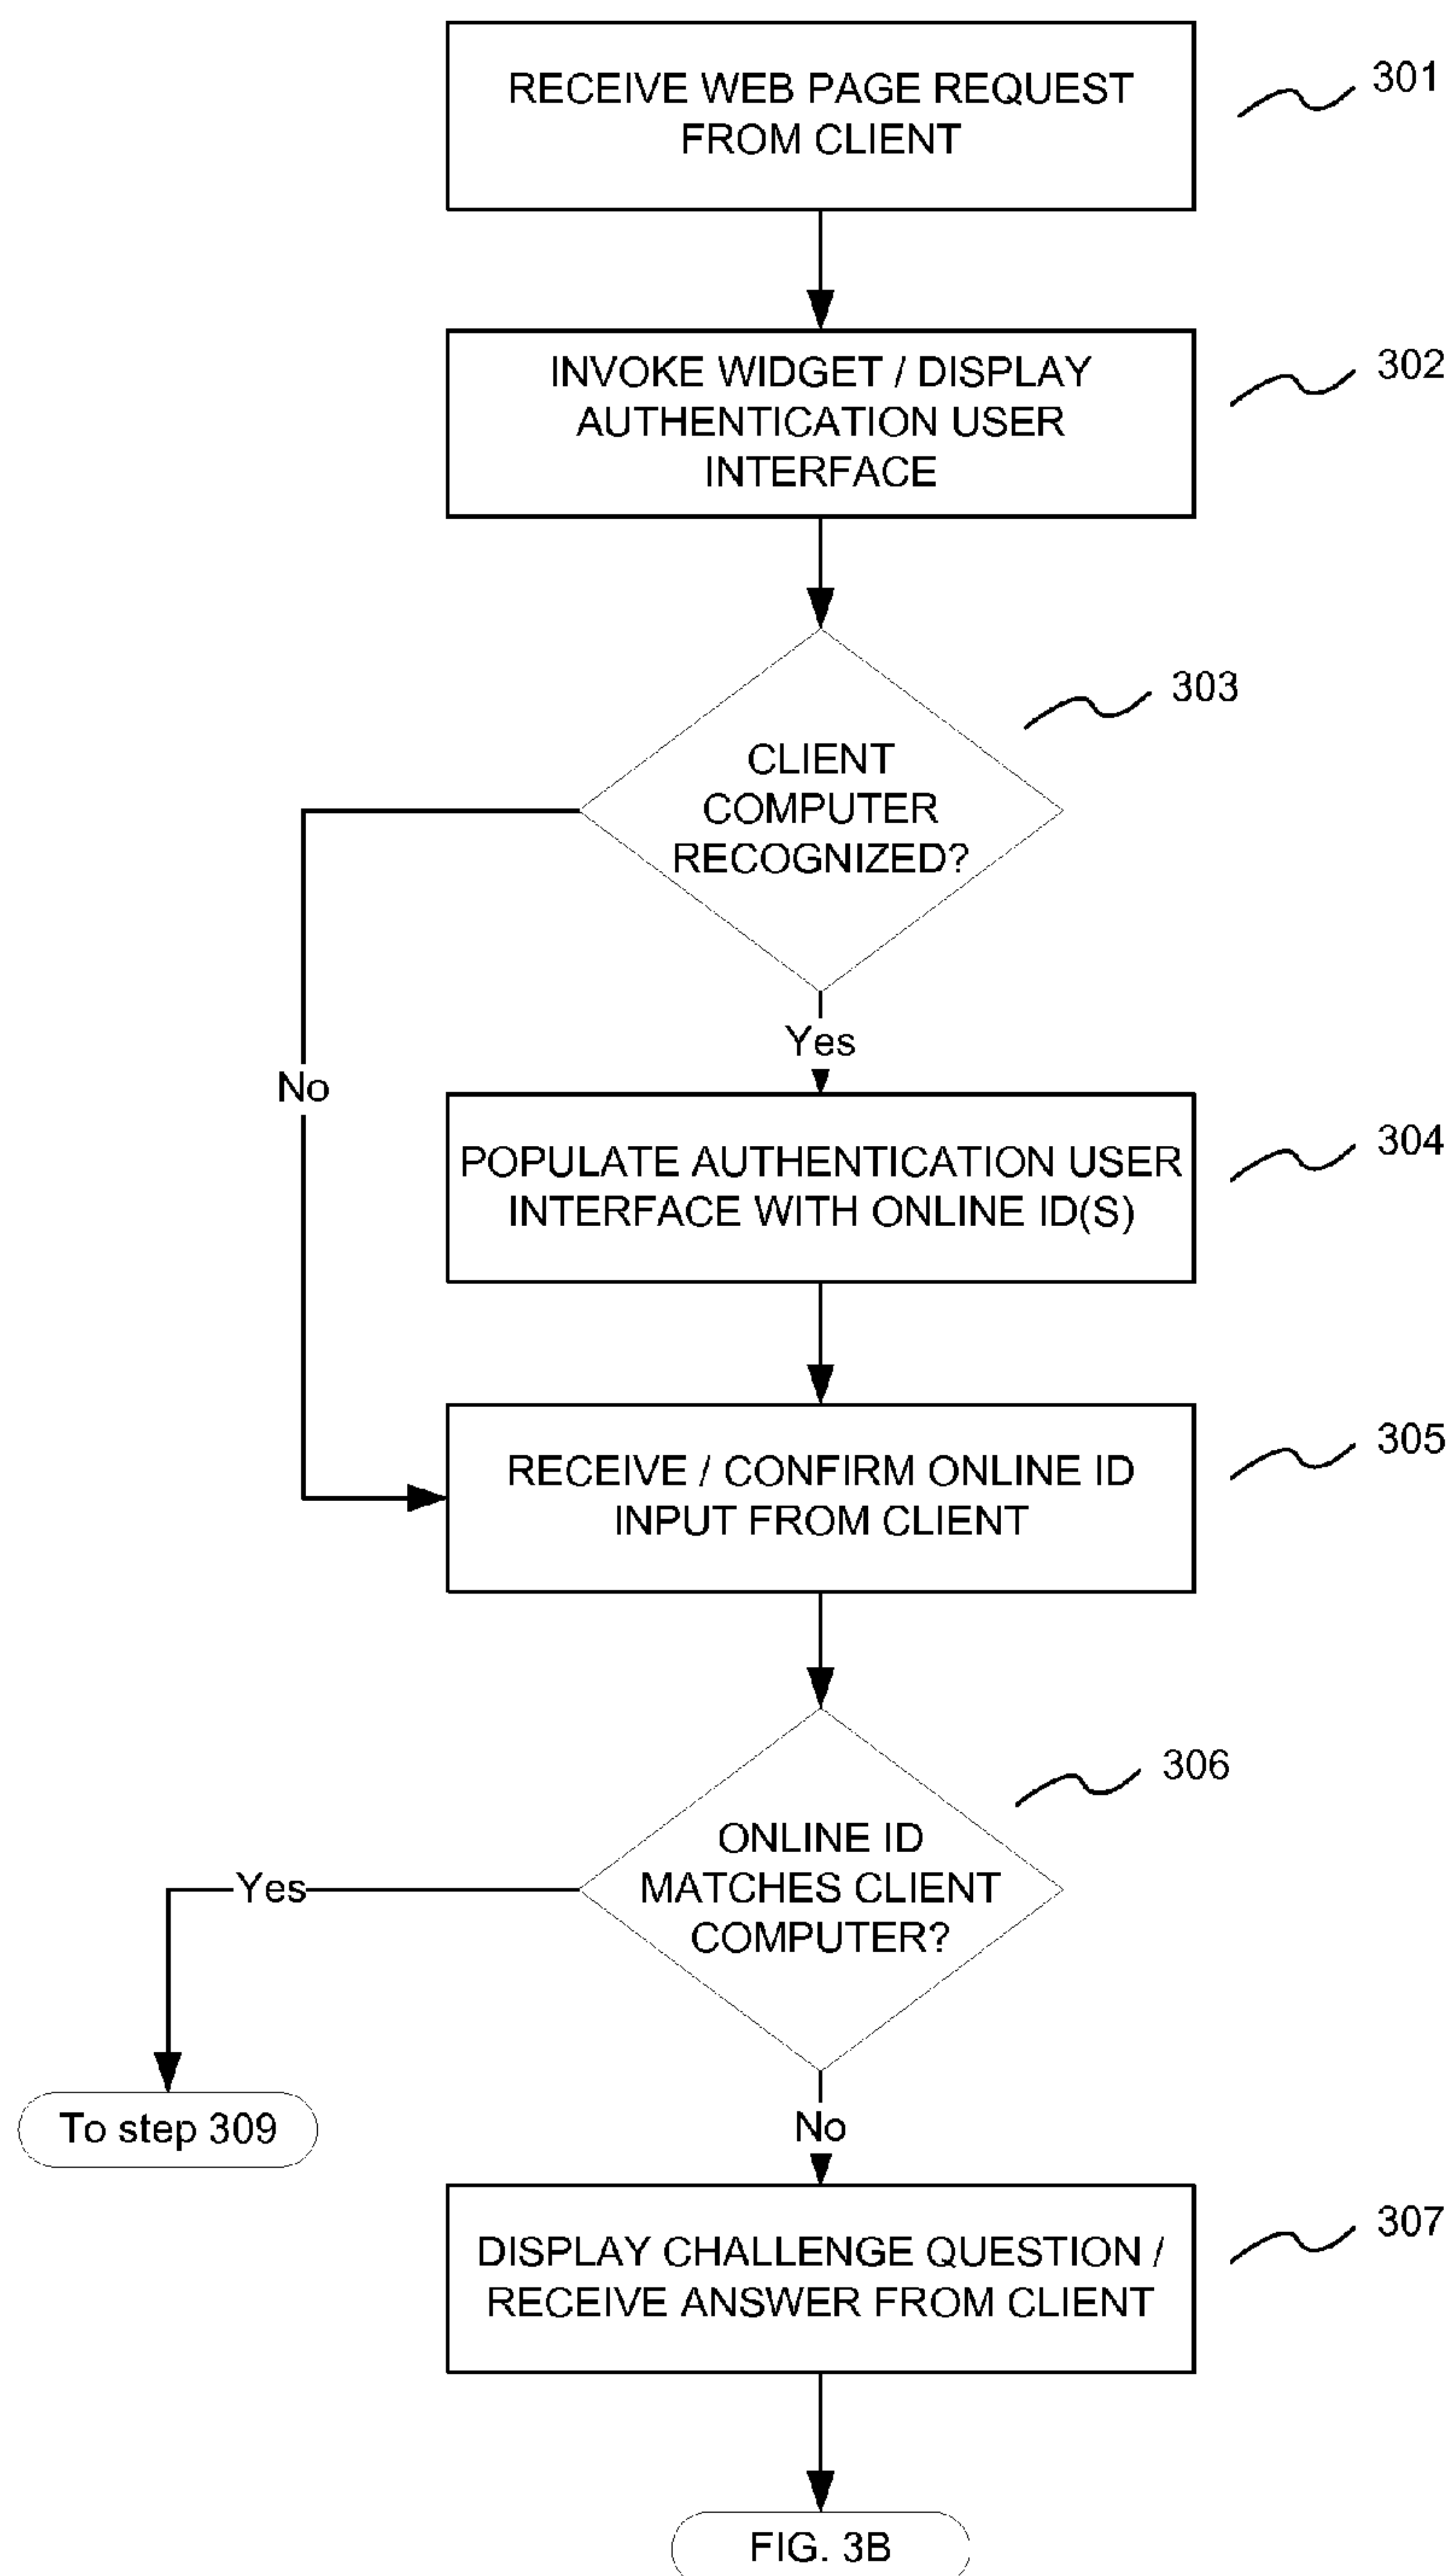 RECEIVE WEB PAGE REQUEST
FROM CLIENT
301
INVOKE WIDGET / DISPLAY
AUTHENTICATION USER
INTERFACE
302
CLIENT
COMPUTER
RECOGNIZED?
303
Yes
No
POPULATE AUTHENTICATION USER
INTERFACE WITH ONLINE ID(S)
304
RECEIVE / CONFIRM ONLINE ID
INPUT FROM CLIENT
305
ONLINE ID
MATCHES CLIENT
COMPUTER?
306
Yes
To step 309
No
DISPLAY CHALLENGE QUESTION /
RECEIVE ANSWER FROM CLIENT
307
FIG. 3B